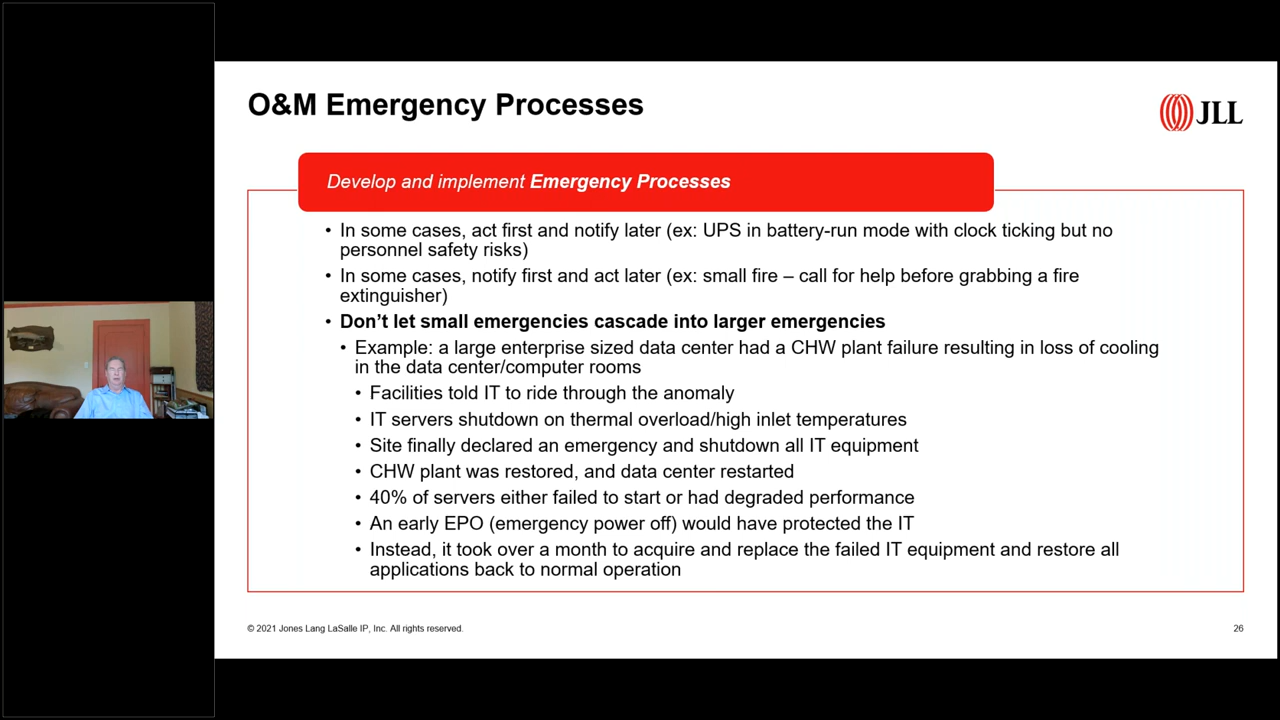 O&M Emergency Processes
JLL
Develop and implement Emergency Processes
• In some cases, act first and notify later (ex: UPS in battery-run mode with clock ticking but no
personnel safety risks)
• In some cases, notify first and act later (ex: small fire – call for help before grabbing a fire
extinguisher)
• Don’t let small emergencies cascade into larger emergencies
• Example: a large enterprise sized data center had a CHW plant failure resulting in loss of cooling
in the data center/computer rooms
• Facilities told IT to ride through the anomaly
• IT servers shutdown on thermal overload/high inlet temperatures
• Site finally declared an emergency and shutdown all IT equipment
• CHW plant was restored, and data center restarted
• 40% of servers either failed to start or had degraded performance
• An early EPO (emergency power off) would have protected the IT
• Instead, it took over a month to acquire and replace the failed IT equipment and restore all
applications back to normal operation
© 2021 Jones Lang LaSalle IP, Inc. All rights reserved.
26